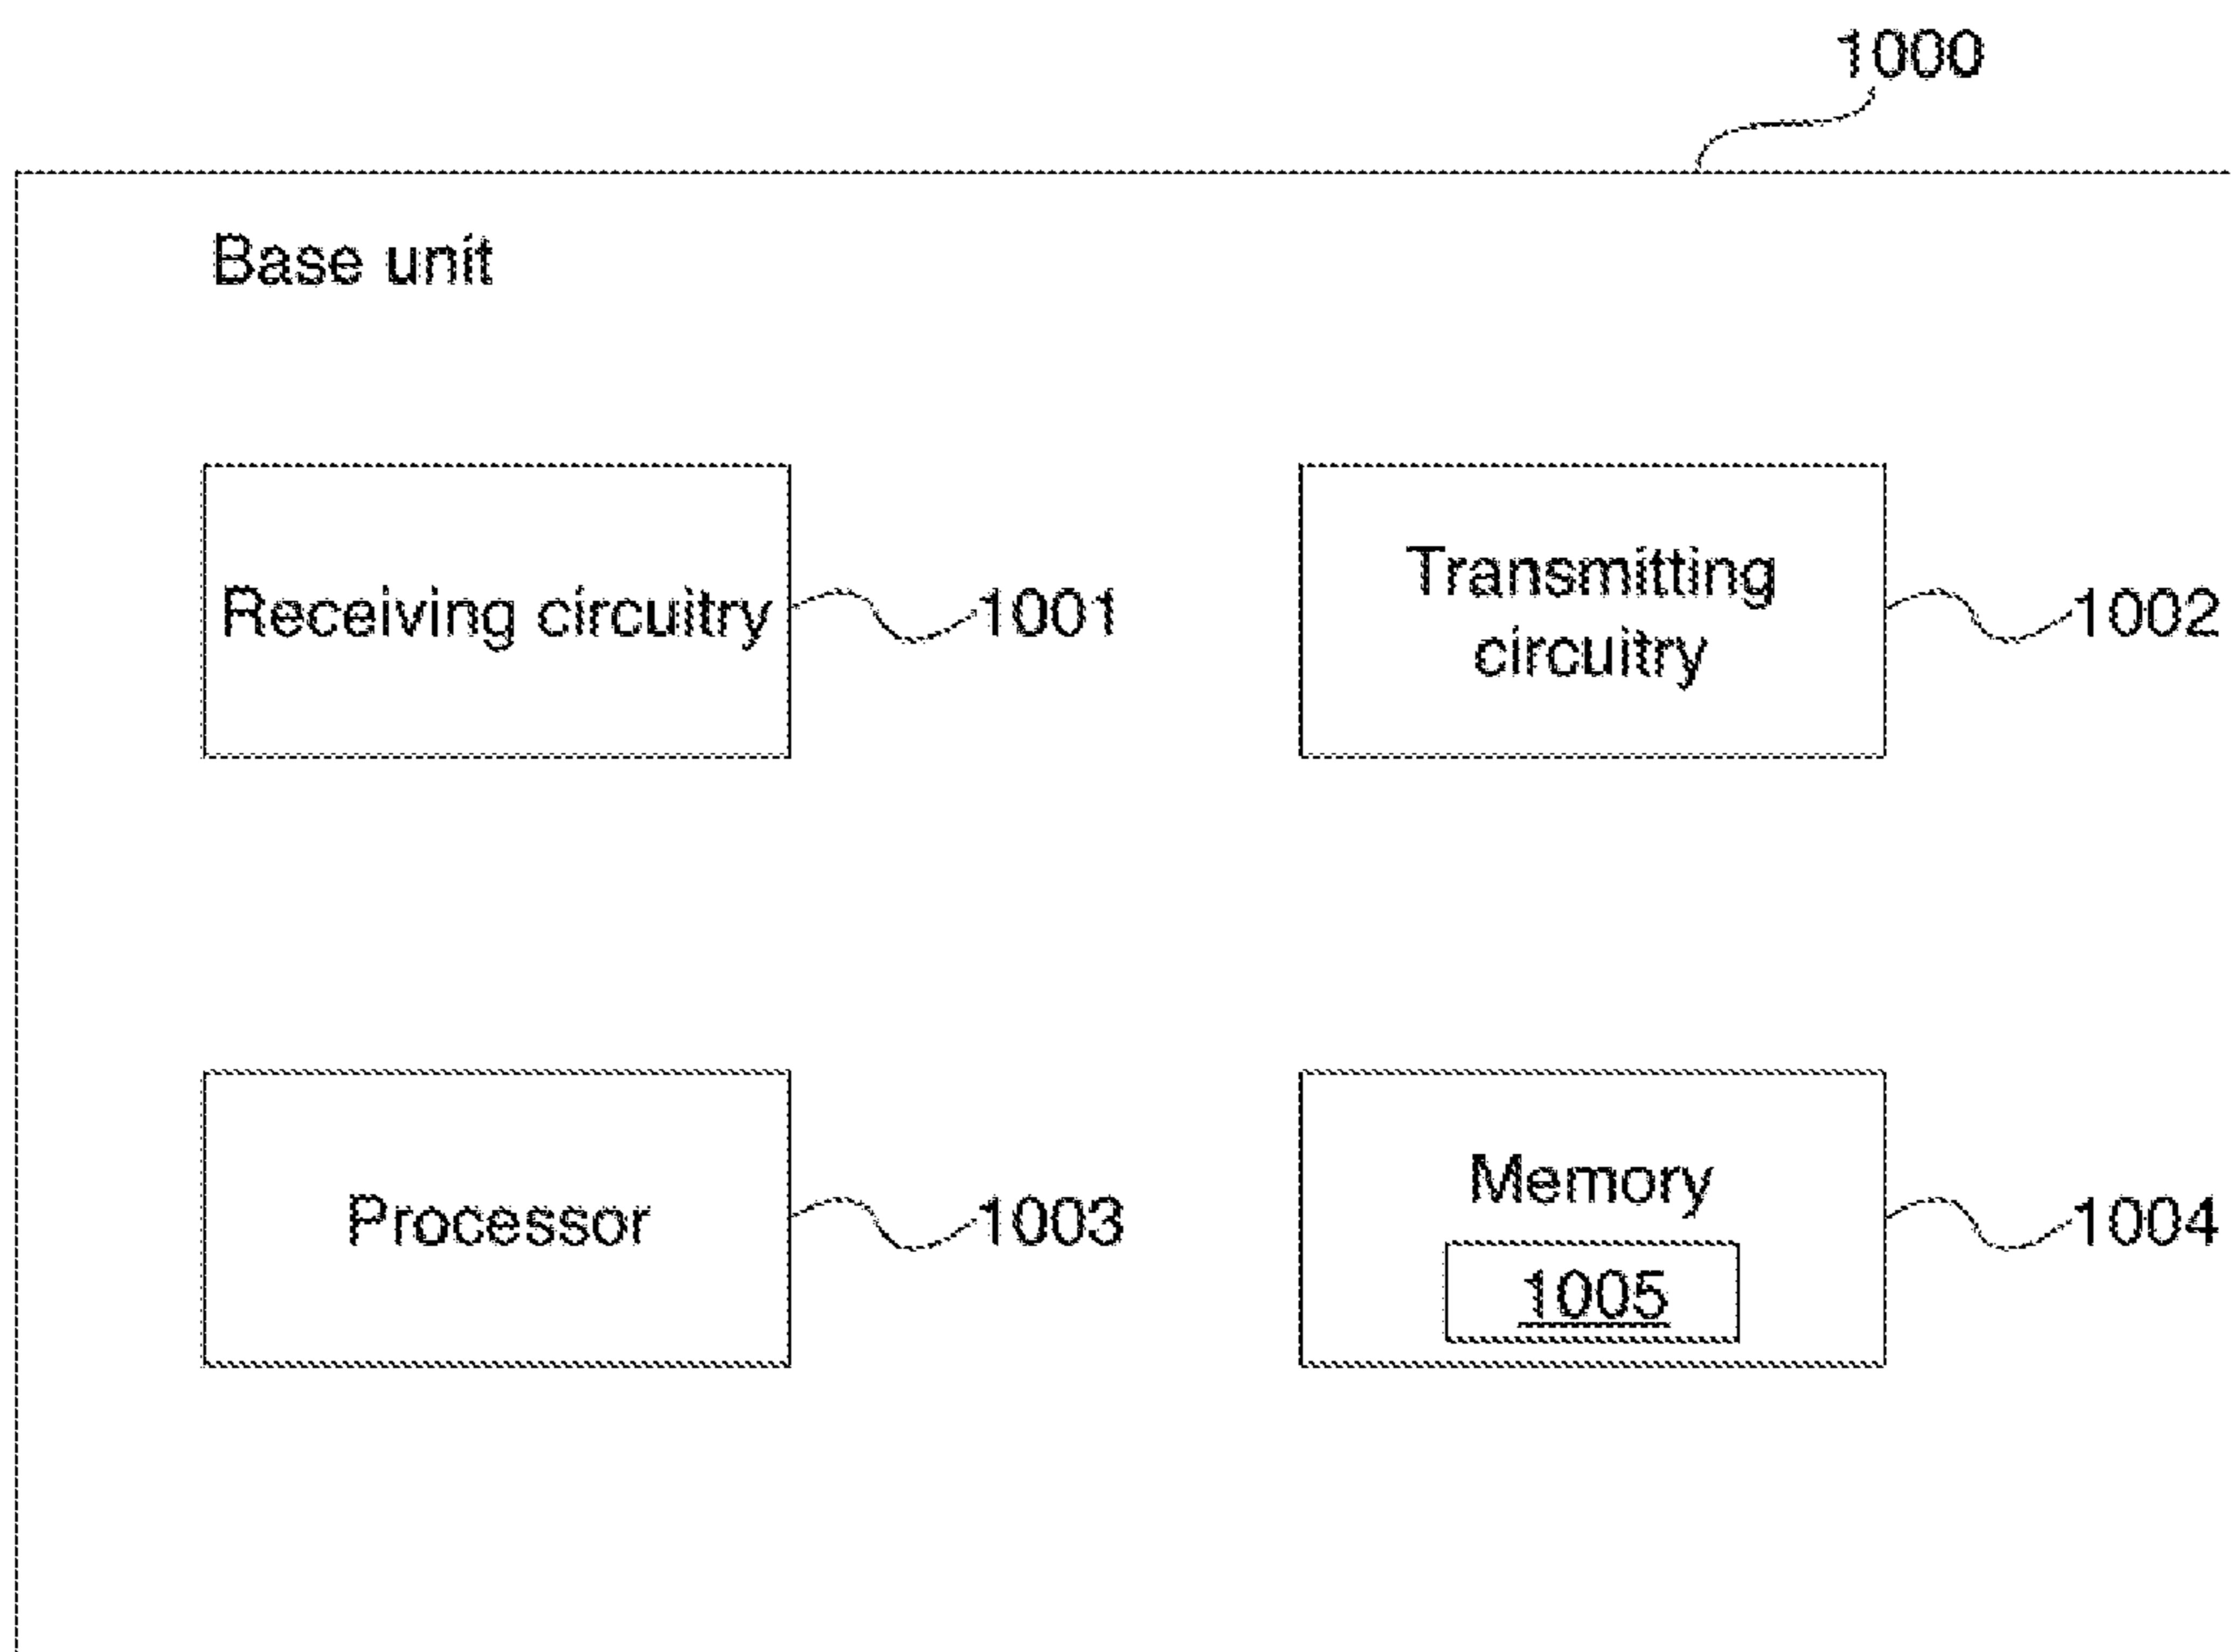 1000
Base unit
Receiving circuitry
1001
Transmitting
circuitry
1002
Processor
1003
Memory
1005
1004